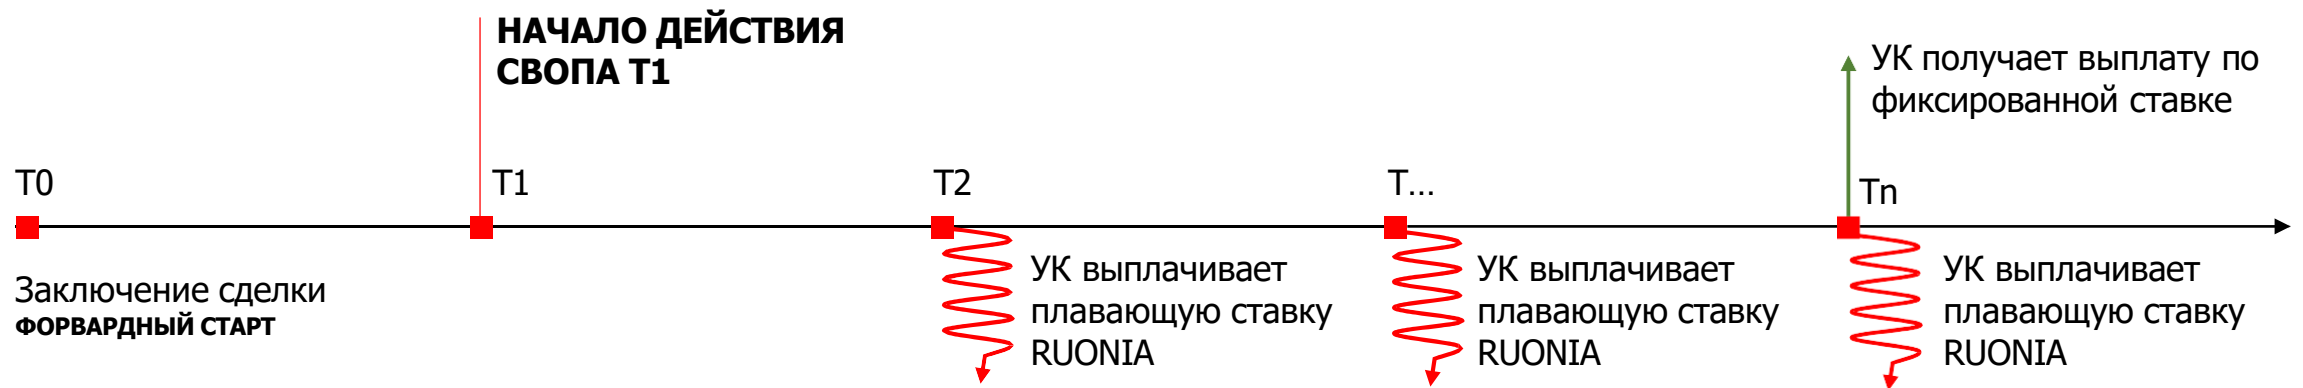 НАЧАЛО ДЕЙСТВИЯ
СВОПА Т1
УК получает выплату по
фиксированной ставке
Т0
Т1
Т2
Т...
Tn
Заключение сделки
ФОРВАРДНЫЙ СТАРТ
УК выплачивает
плавающую ставку
RUONIA
УК выплачивает
плавающую ставку
RUONIA
УК выплачивает
плавающую ставку
RUONIA